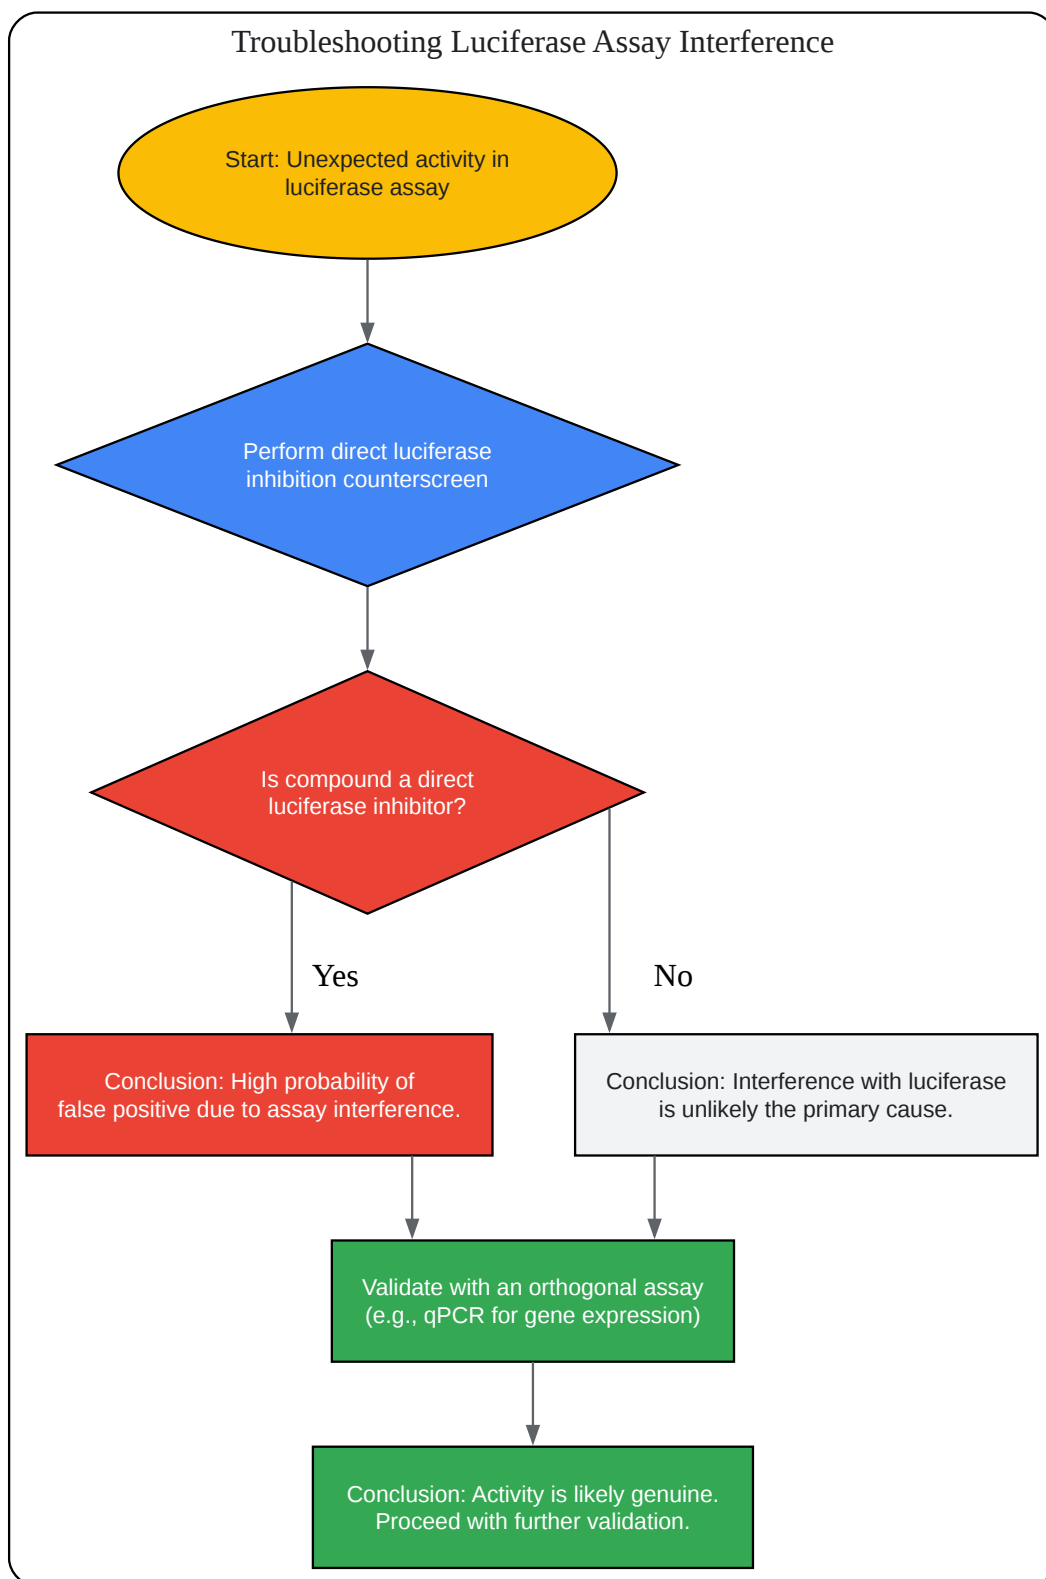 Troubleshooting Luciferase Assay Interference
Start: Unexpected activity in
luciferase assay
Perform direct luciferase
inhibition counterscreen
Is compound a direct
luciferase inhibitor?
Yes
No
Conclusion: High probability of
false positive due to assay interference.
Conclusion: Interference with luciferase
is unlikely the primary cause.
Validate with an orthogonal assay
(e.g., qPCR for gene expression)
Conclusion: Activity is likely genuine.
Proceed with further validation.